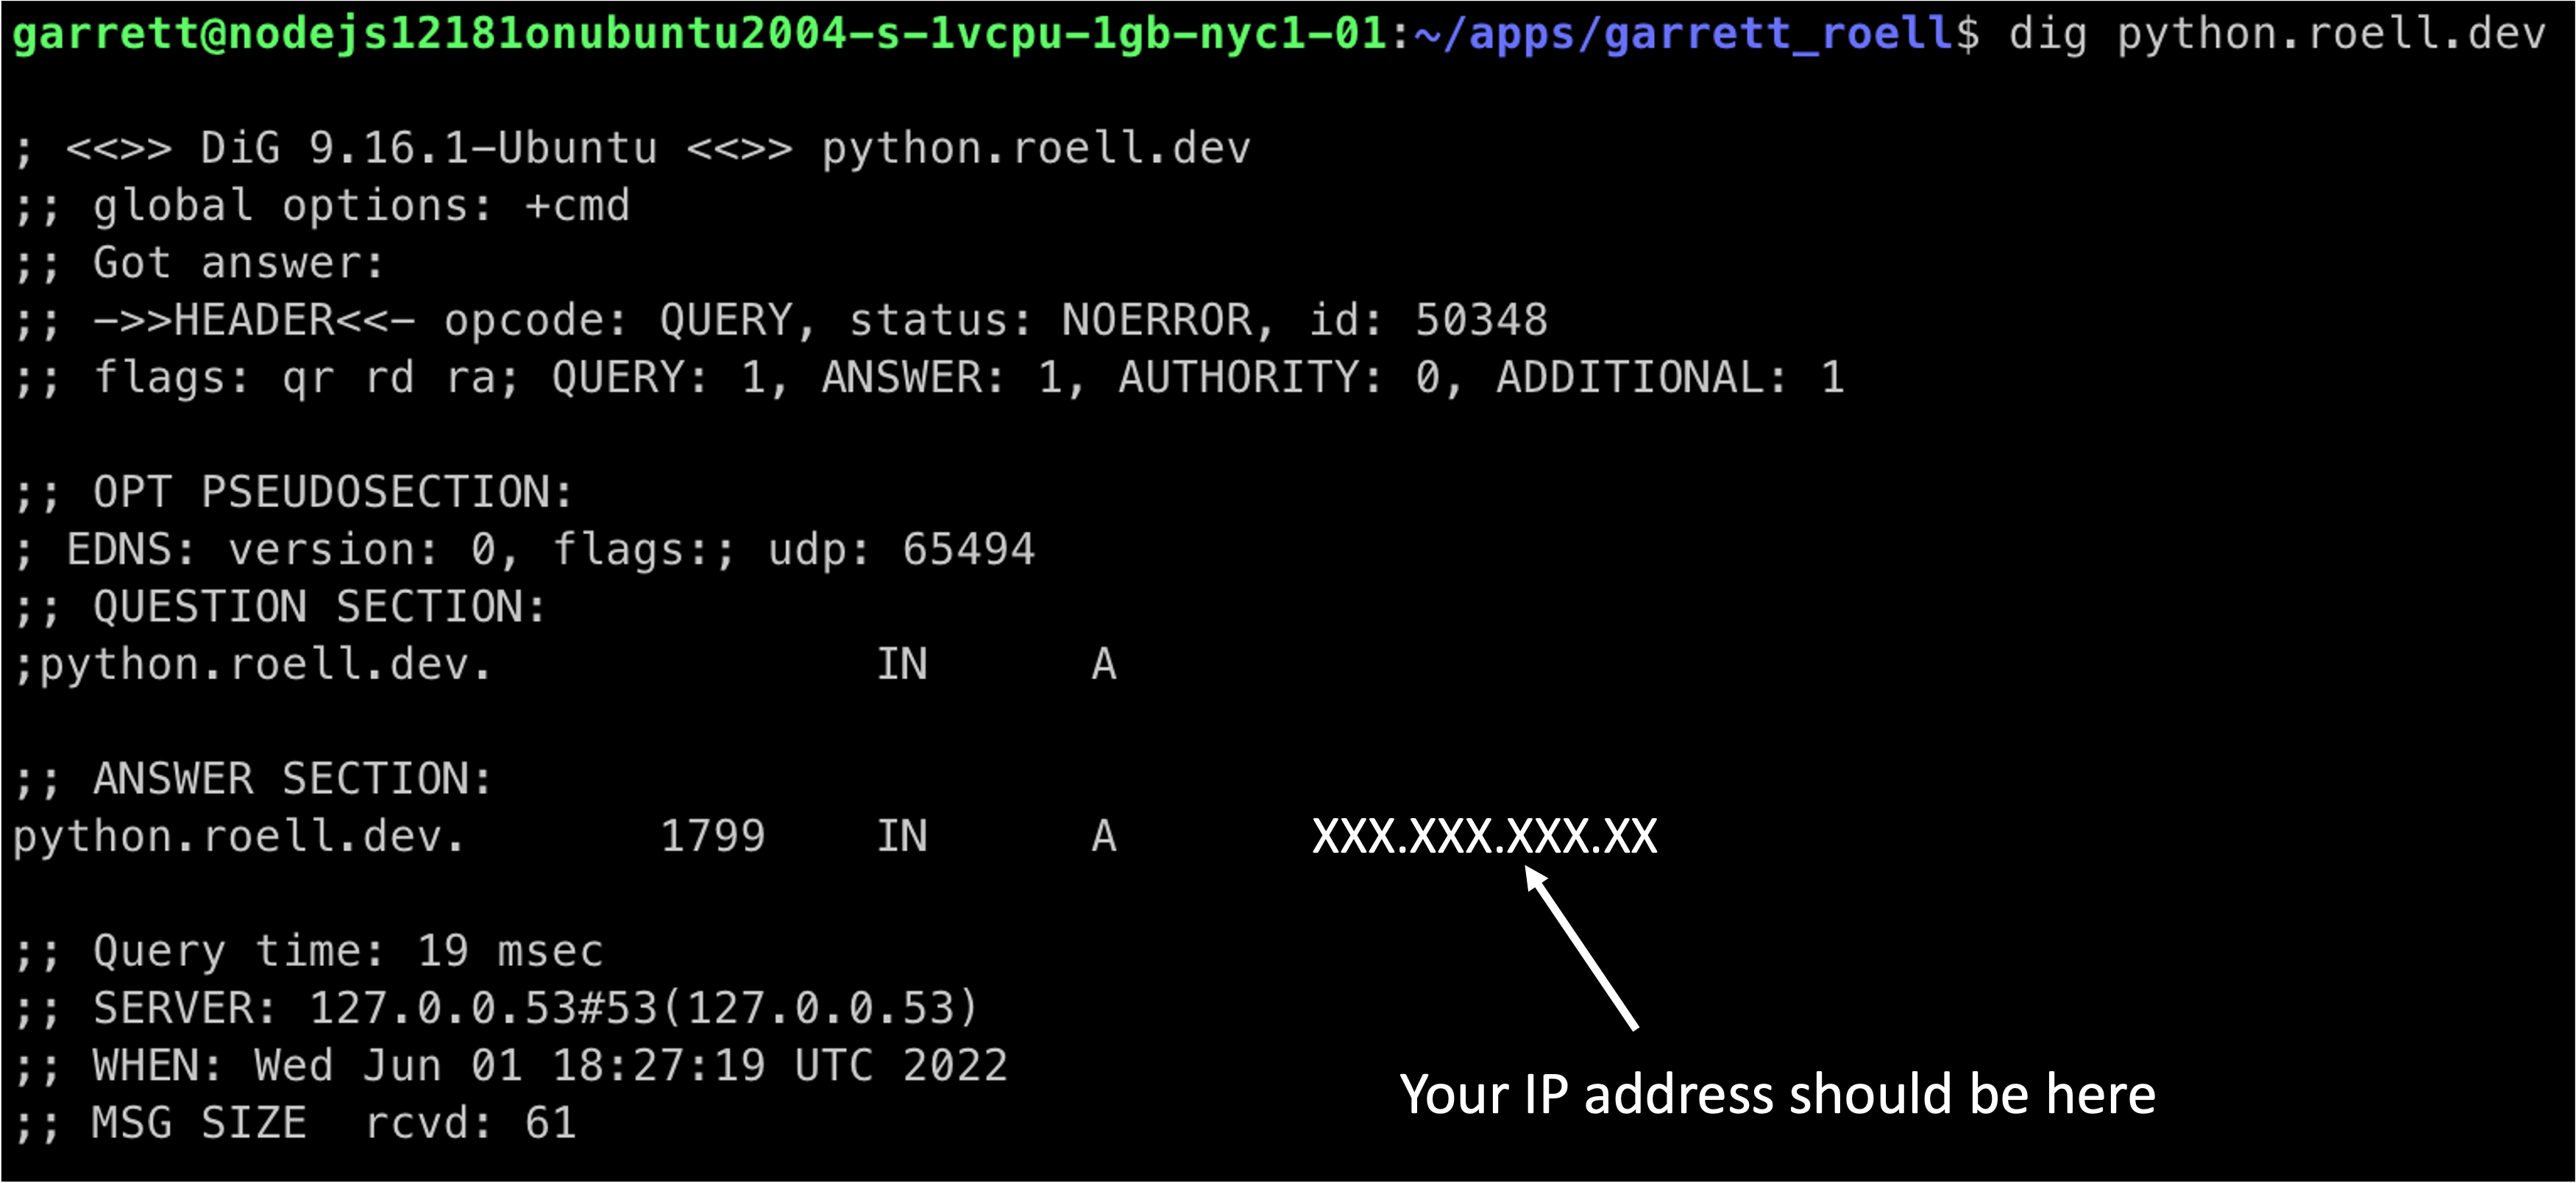 garrett@nodejs12181onubuntu2004-s-1vcpu-1gb-nyc1-01:~/apps/garrett_roell$ dig python.roell.dev
; <<>> DiG 9.16.1-Ubuntu <<>> python.roell.dev
;; global options: +cmd
;; Got answer:
;; ->>HEADER<<- opcode: QUERY, status: NOERROR, id: 50348
;; flags: qr rd ra; QUERY: 1, ANSWER: 1, AUTHORITY: 0, ADDITIONAL: 1
;; OPT PSEUDOSECTION:
; EDNS: version: 0, flags:; udp: 65494
;; QUESTION SECTION:
;python.roell.dev. IN A
;; ANSWER SECTION:
python.roell.dev. 1799 IN A XXX.XXX.XXX.XX
;; Query time: 19 msec
;; SERVER: 127.0.0.53#53(127.0.0.53)
;; WHEN: Wed Jun 01 18:27:19 UTC 2022
Your IP address should be here
;; MSG SIZE  rcvd: 61